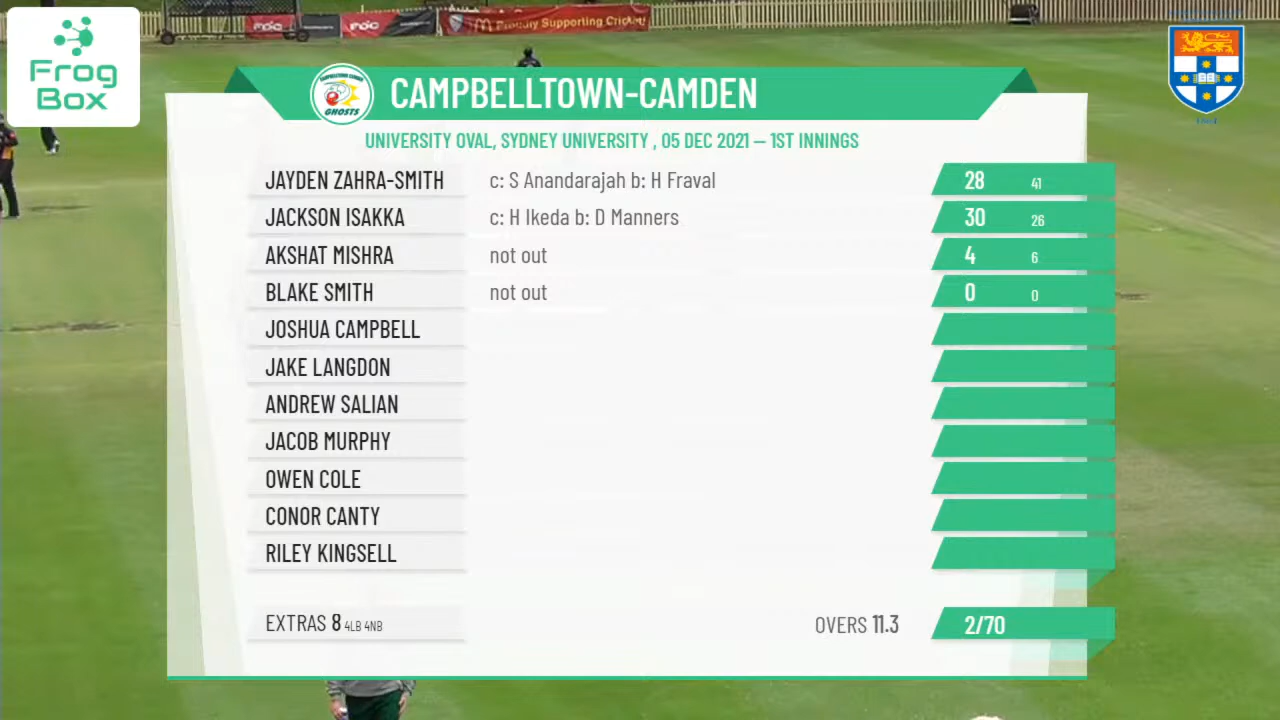 Proudly Supporting Cricket
Frog
Box
CAMPBELLTOWN-CAMDEN
GHOSTS
UNIVERSITY OVAL, SYDNEY UNIVERSITY , 05 DEC 2021 – 1ST INNINGS
JAYDEN ZAHRA-SMITH c: S Anandarajah b: H Fraval 28 41
JACKSON ISAKKA c: H Ikeda b: D Manners 30 26
AKSHAT MISHRA not out 4 6
BLAKE SMITH not out 0 0
JOSHUA CAMPBELL
JAKE LANGDON
ANDREW SALIAN
JACOB MURPHY
OWEN COLE
CONOR CANTY
RILEY KINGSELL
EXTRAS 8 4LB 4NB OVERS 11.3 2/70